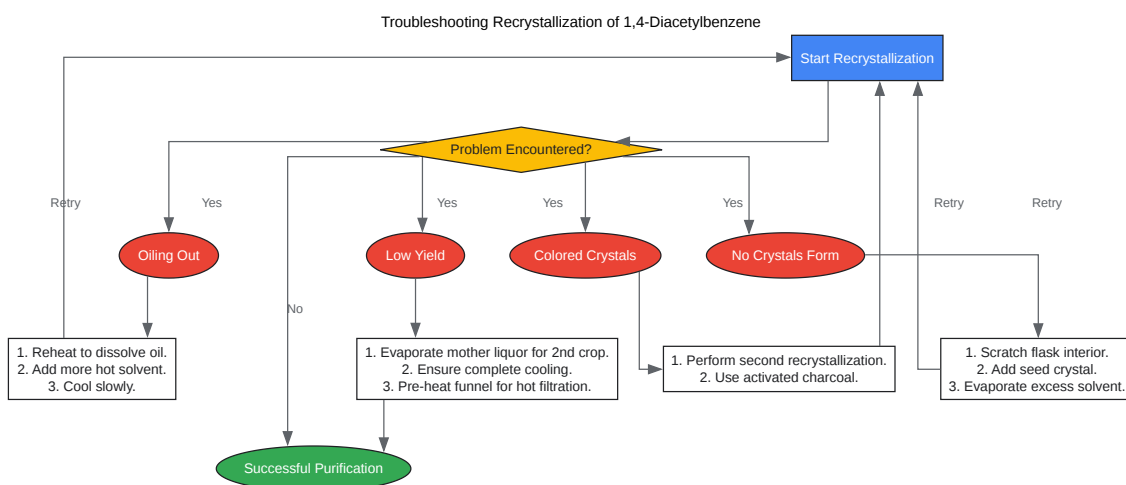 Troubleshooting Recrystallization of 1,4-Diacetylbenzene
Start Recrystallization
Problem Encountered?
Retry
Yes
Yes
Yes
Yes
Retry
Retry
Oiling Out
Low Yield
Colored Crystals
No Crystals Form
No
1. Reheat to dissolve oil.
2. Add more hot solvent.
3. Cool slowly.
1. Evaporate mother liquor for 2nd crop.
2. Ensure complete cooling.
3. Pre-heat funnel for hot filtration.
1. Perform second recrystallization.
2. Use activated charcoal.
1. Scratch flask interior.
2. Add seed crystal.
3. Evaporate excess solvent.
Successful Purification